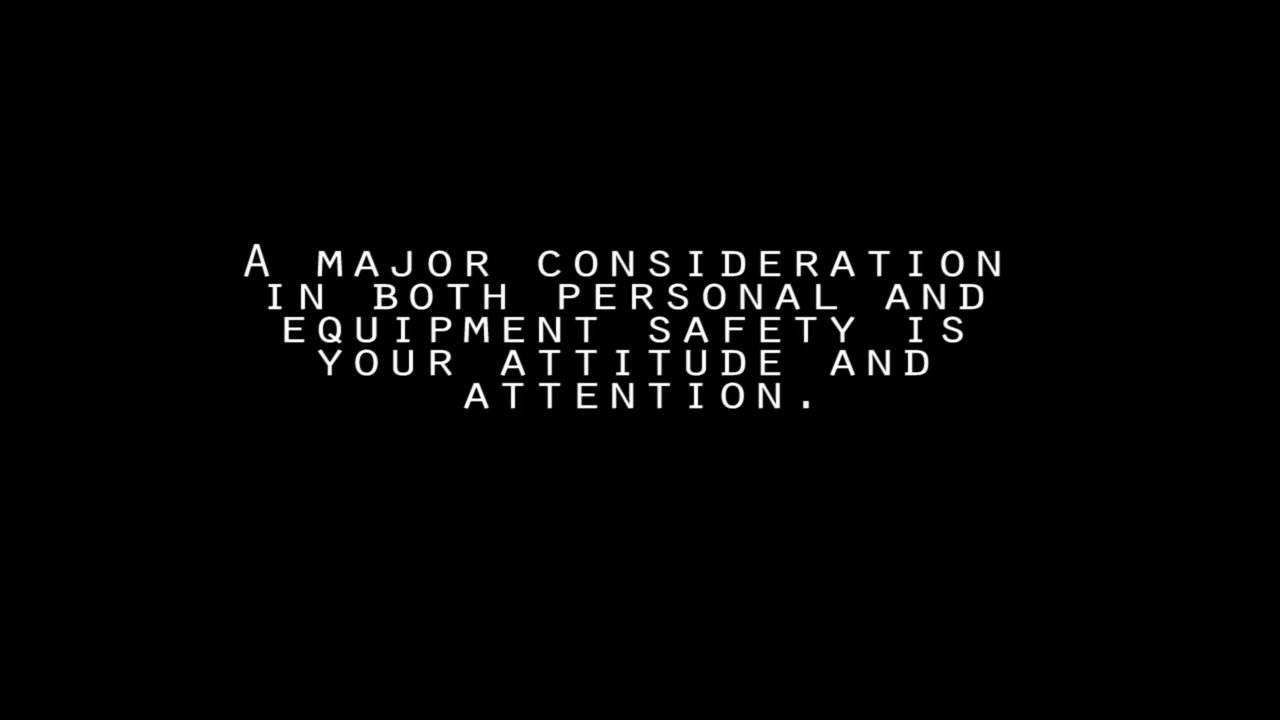 A MAJOR CONSIDERATION
IN BOTH PERSONAL AND
EQUIPMENT SAFETY IS
YOUR ATTITUDE AND
ATTENTION.